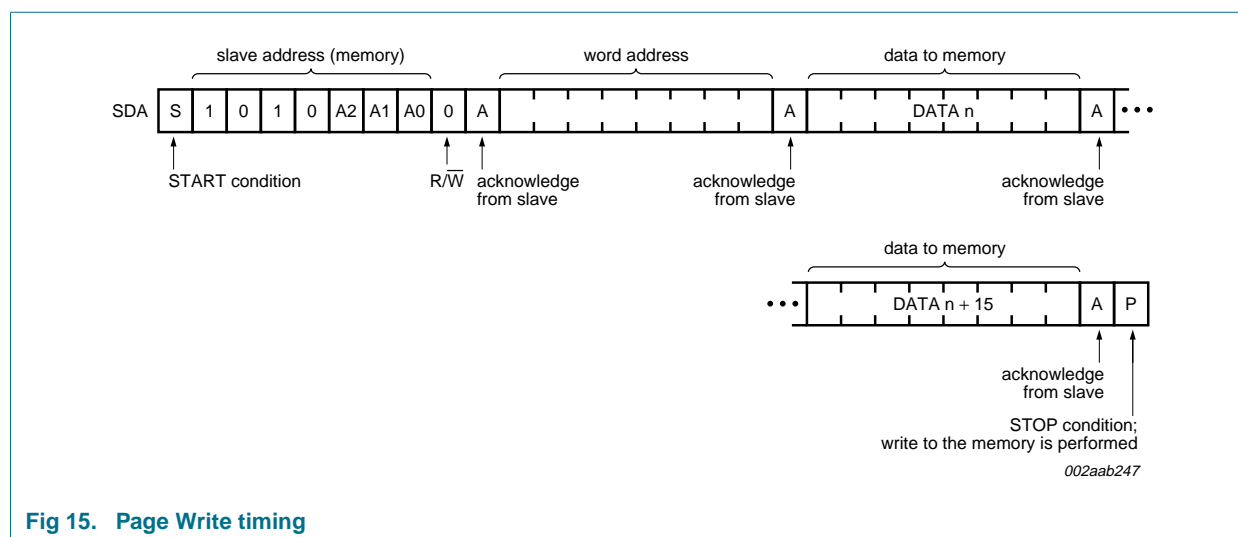 slave address (memory) word address data to memory
SDA S 1 0 1 0 A2 A1 A0 0 A A DATA n A •••
START condition R/W̅ acknowledge from slave acknowledge from slave acknowledge from slave
data to memory
••• DATA n + 15 A P
acknowledge
from slave
STOP condition;
write to the memory is performed
002aab247
Fig 15. Page Write timing